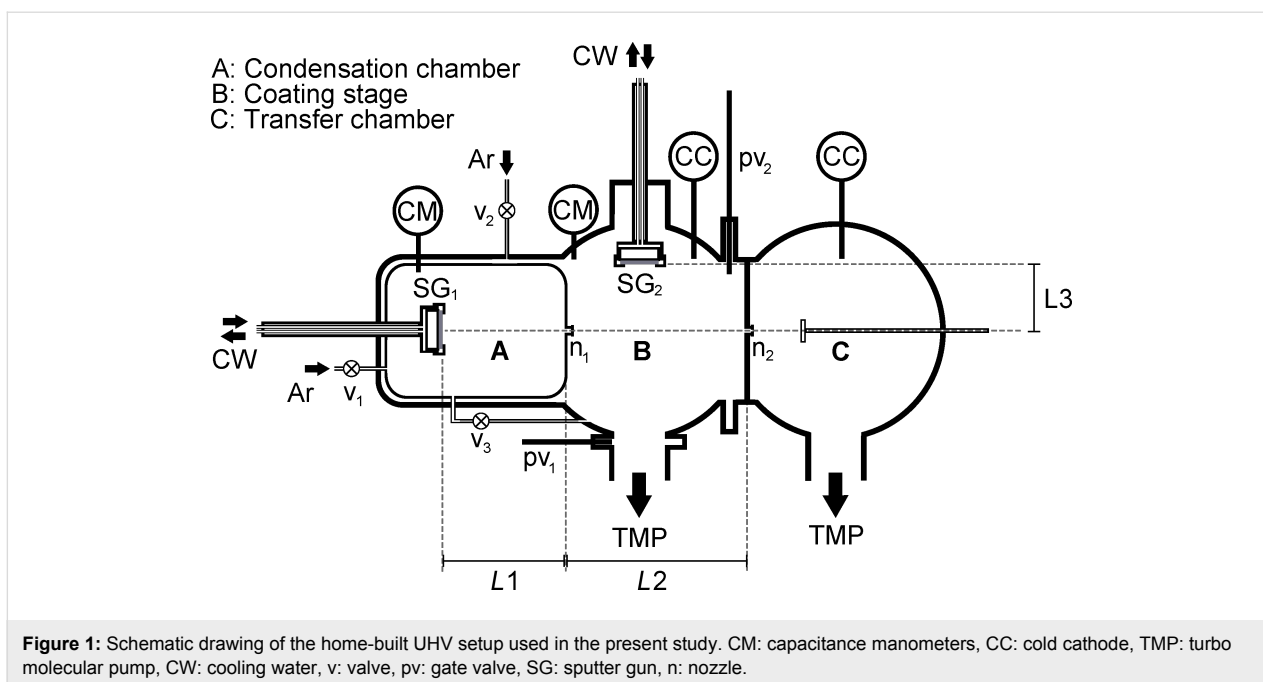 A: Condensation chamber
B: Coating stage
C: Transfer chamber
CW
Ar
v2
CM
CM
CC
pv2
CC
SG1
SG2
L3
A
n1
B
n2
C
CW
Ar
v1
v3
pv1
TMP
TMP
L1
L2
Figure 1: Schematic drawing of the home-built UHV setup used in the present study. CM: capacitance manometers, CC: cold cathode, TMP: turbo
molecular pump, CW: cooling water, v: valve, pv: gate valve, SG: sputter gun, n: nozzle.